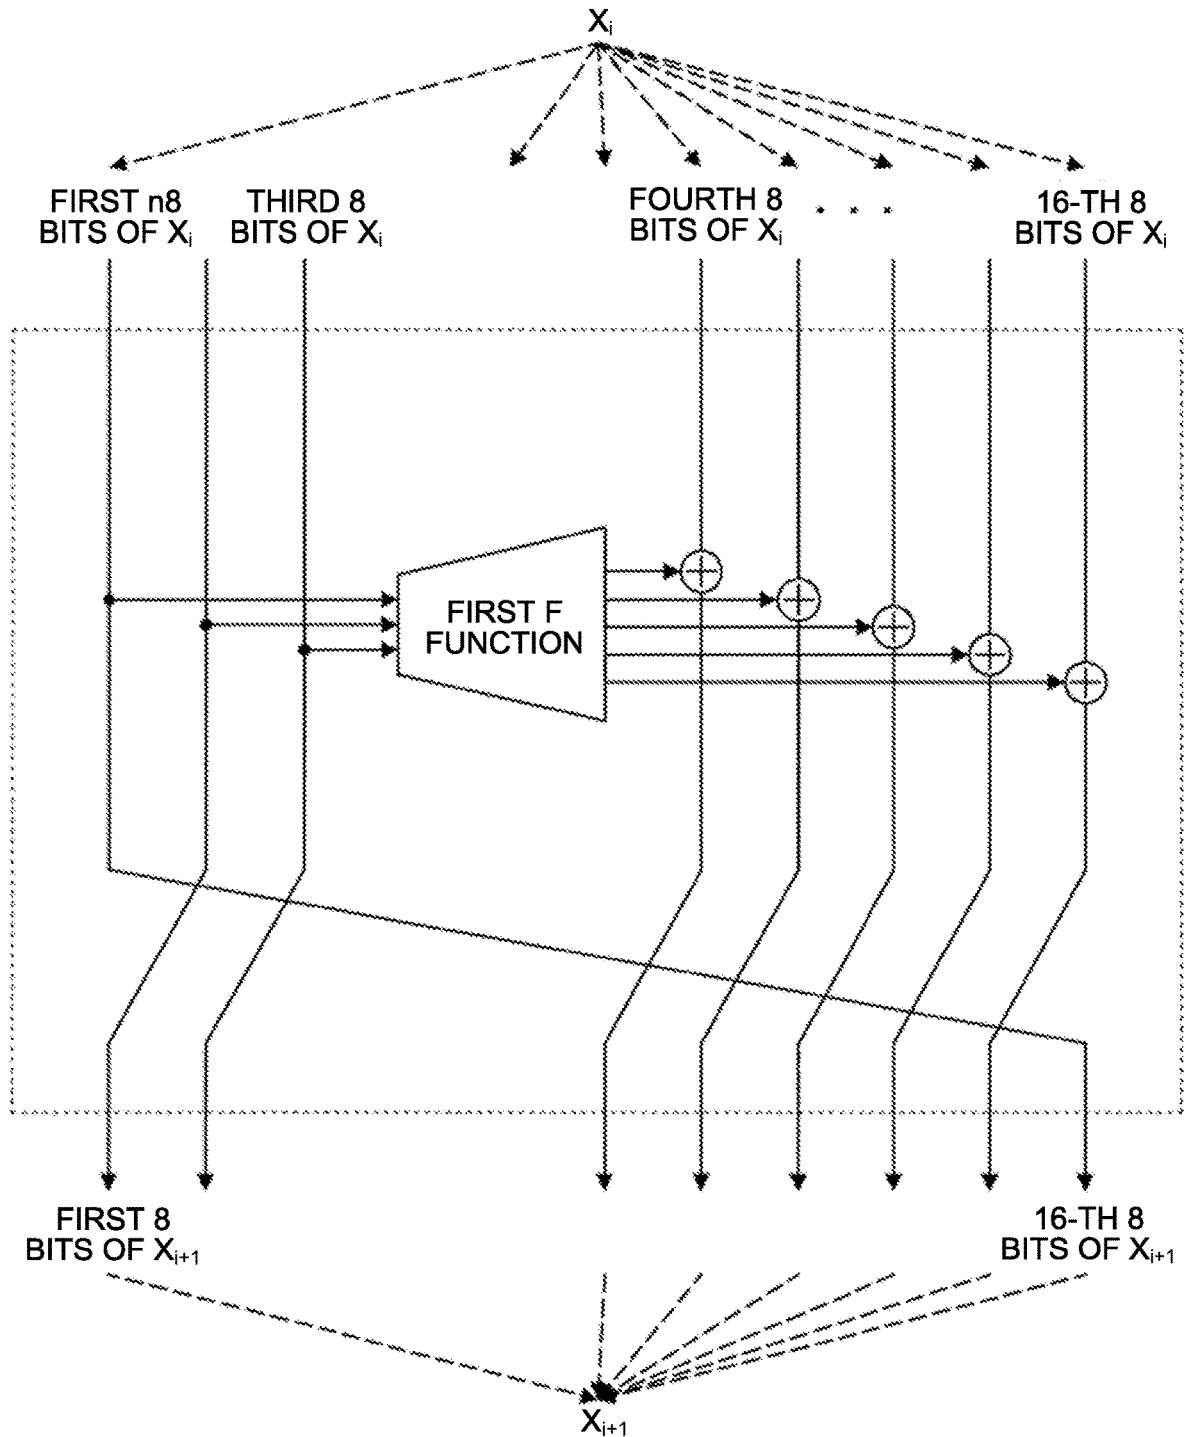 Xi
FIRST n8
BITS OF Xi
THIRD 8
BITS OF Xi
FOURTH 8
BITS OF Xi
. . .
16-TH 8
BITS OF Xi
FIRST F
FUNCTION
FIRST 8
BITS OF Xi+1
16-TH 8
BITS OF Xi+1
Xi+1